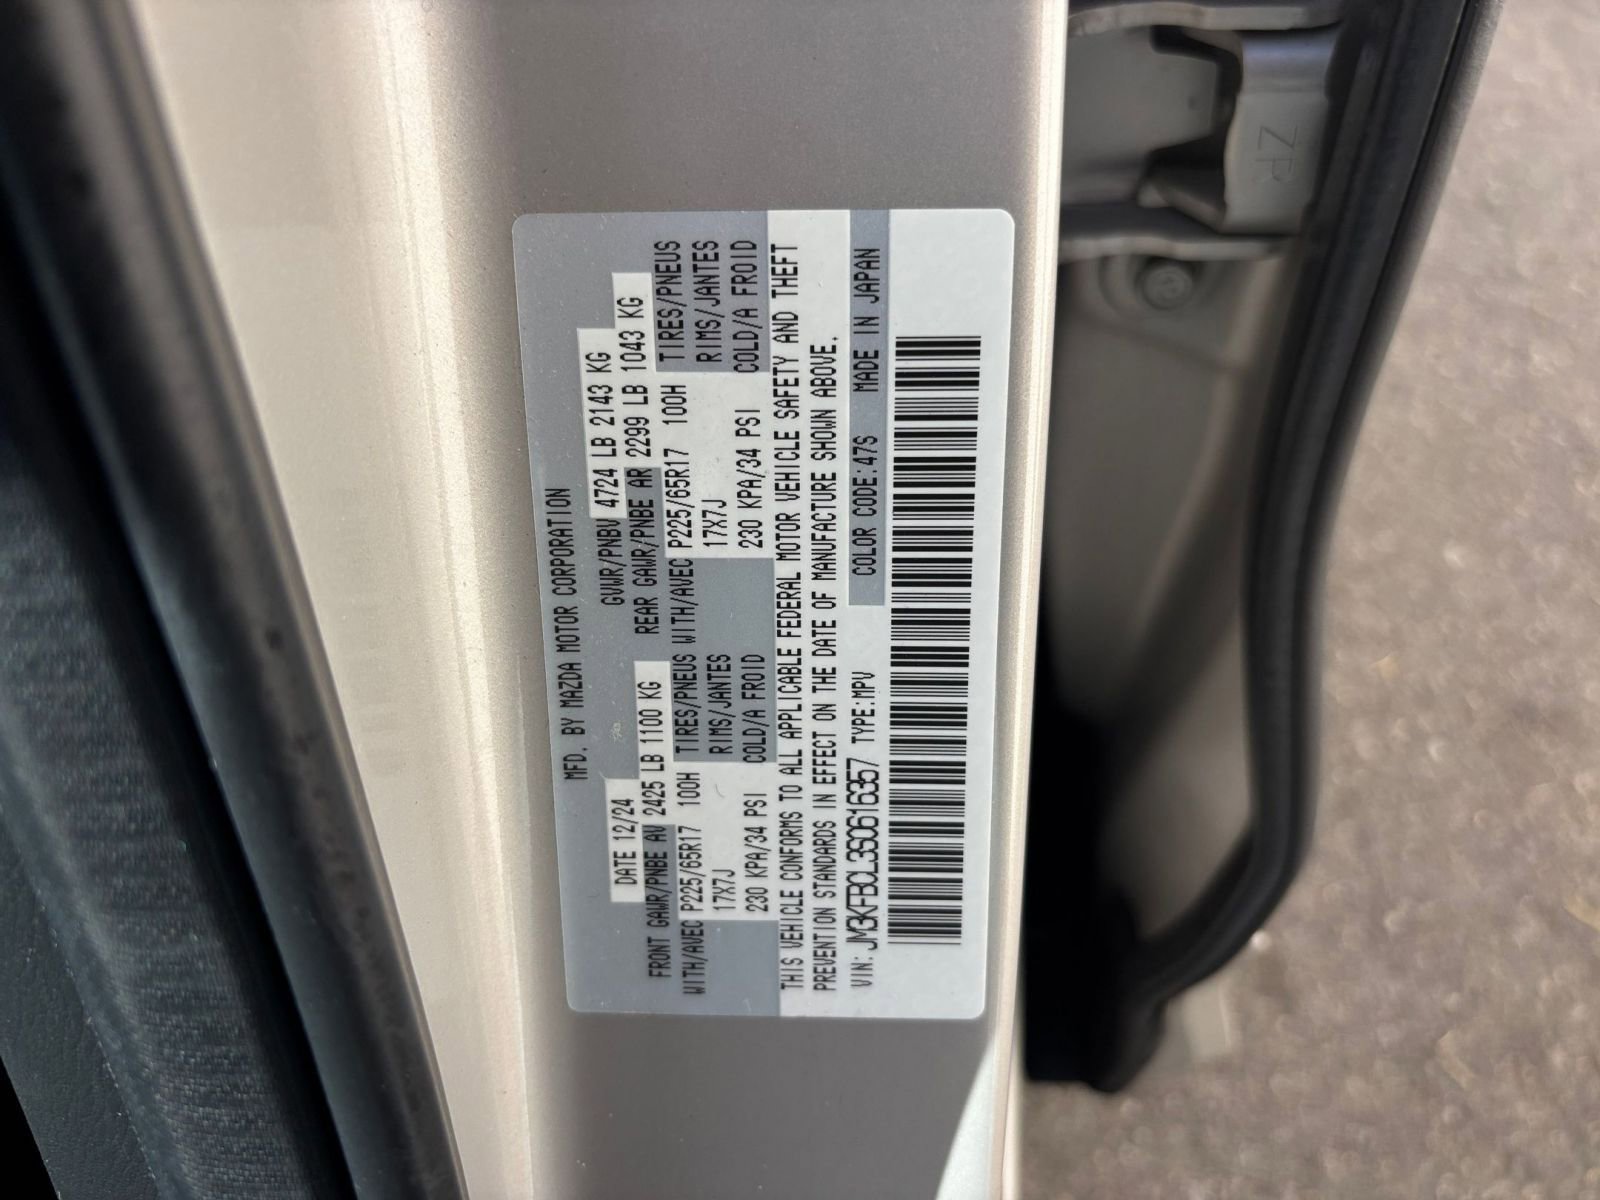 MFD. BY MAZDA MOTOR CORPORATION
DATE 12/24 GVWR/PNBV 4724 LB 2143 KG
FRONT GAWR/PNBE AV 2425 LB 1100 KG REAR GAWR/PNBE AR 2299 LB 1043 KG
WITH/AVEC P225/65R17 100H TIRES/PNEUS WITH/AVEC P225/65R17 100H TIRES/PNEUS
17X7J RIMS/JANTES 17X7J RIMS/JANTES
230 KPA/34 PSI COLD/A FROID 230 KPA/34 PSI COLD/A FROID
THIS VEHICLE CONFORMS TO ALL APPLICABLE FEDERAL MOTOR VEHICLE SAFETY AND THEFT
PREVENTION STANDARDS IN EFFECT ON THE DATE OF MANUFACTURE SHOWN ABOVE.
VIN: JM3KFBCL3S0616357 TYPE:MPV COLOR CODE:47S MADE IN JAPAN
ZP